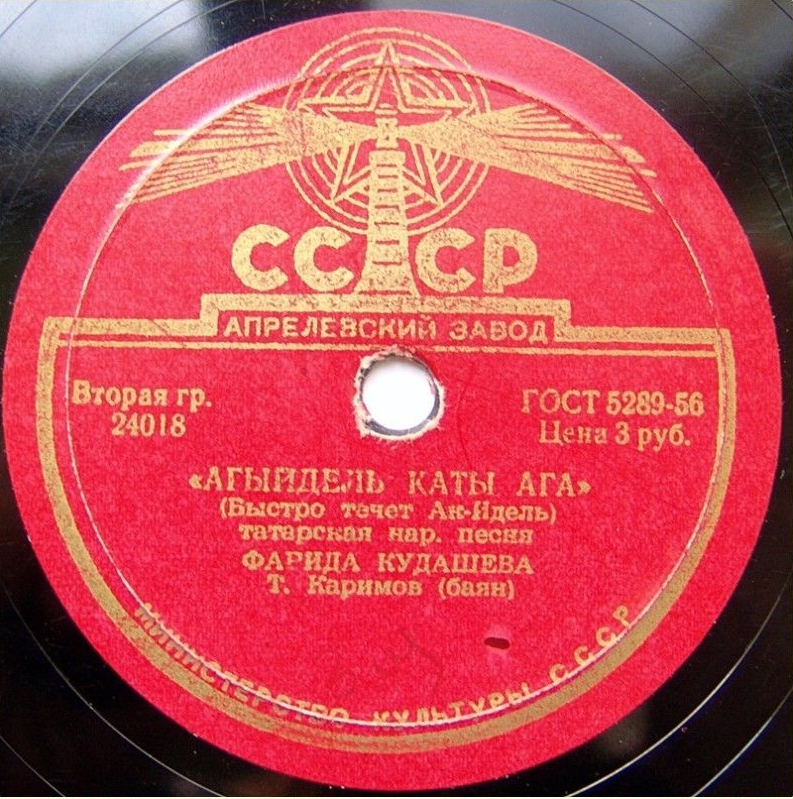 СССР
АПРЕЛЕВСКИЙ ЗАВОД
Вторая гр.
24018
ГОСТ 5289-56
Цена 3 руб.
«АГЫЙДЕЛЬ КАТЫ АГА»
(Быстро течет Ак-Идель)
татарская нар. песня
ФАРИДА КУДАШЕВА
Т. Каримов (баян)
МИНИСТЕРСТВО КУЛЬТУРЫ СССР